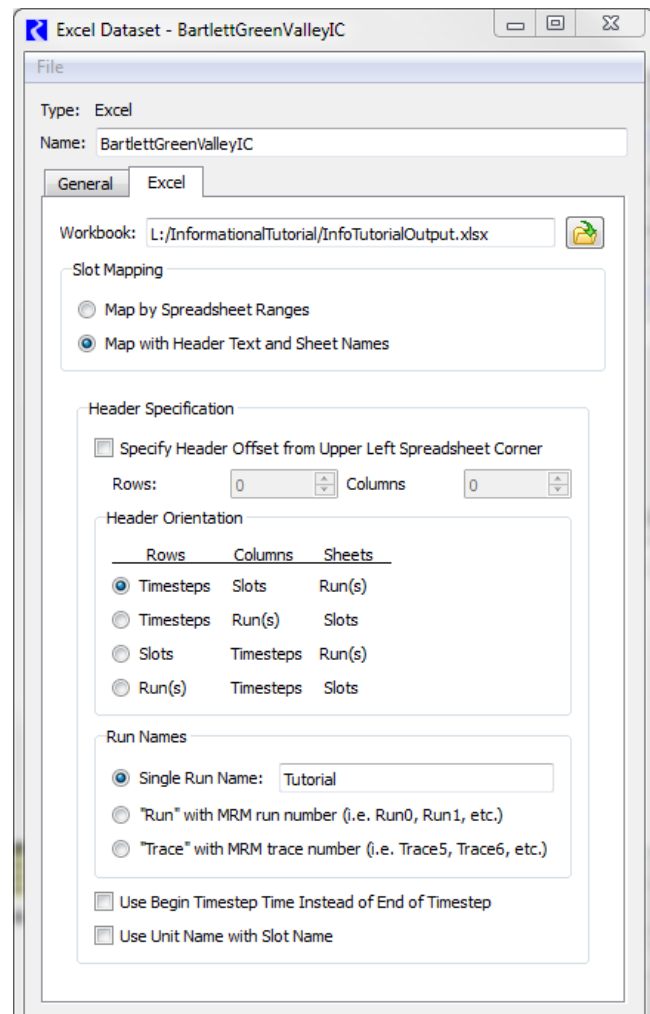 Excel Dataset - BartlettGreenValleyIC
File
Type: Excel
Name: BartlettGreenValleyIC
General Excel
Workbook: L:/InformationalTutorial/InfoTutorialOutput.xlsx
Slot Mapping
Map by Spreadsheet Ranges
Map with Header Text and Sheet Names
Header Specification
Specify Header Offset from Upper Left Spreadsheet Corner
Rows: 0 Columns 0
Header Orientation
Rows Columns Sheets
Timesteps Slots Run(s)
Timesteps Run(s) Slots
Slots Timesteps Run(s)
Run(s) Timesteps Slots
Run Names
Single Run Name: Tutorial
"Run" with MRM run number (i.e. Run0, Run1, etc.)
"Trace" with MRM trace number (i.e. Trace5, Trace6, etc.)
Use Begin Timestep Time Instead of End of Timestep
Use Unit Name with Slot Name